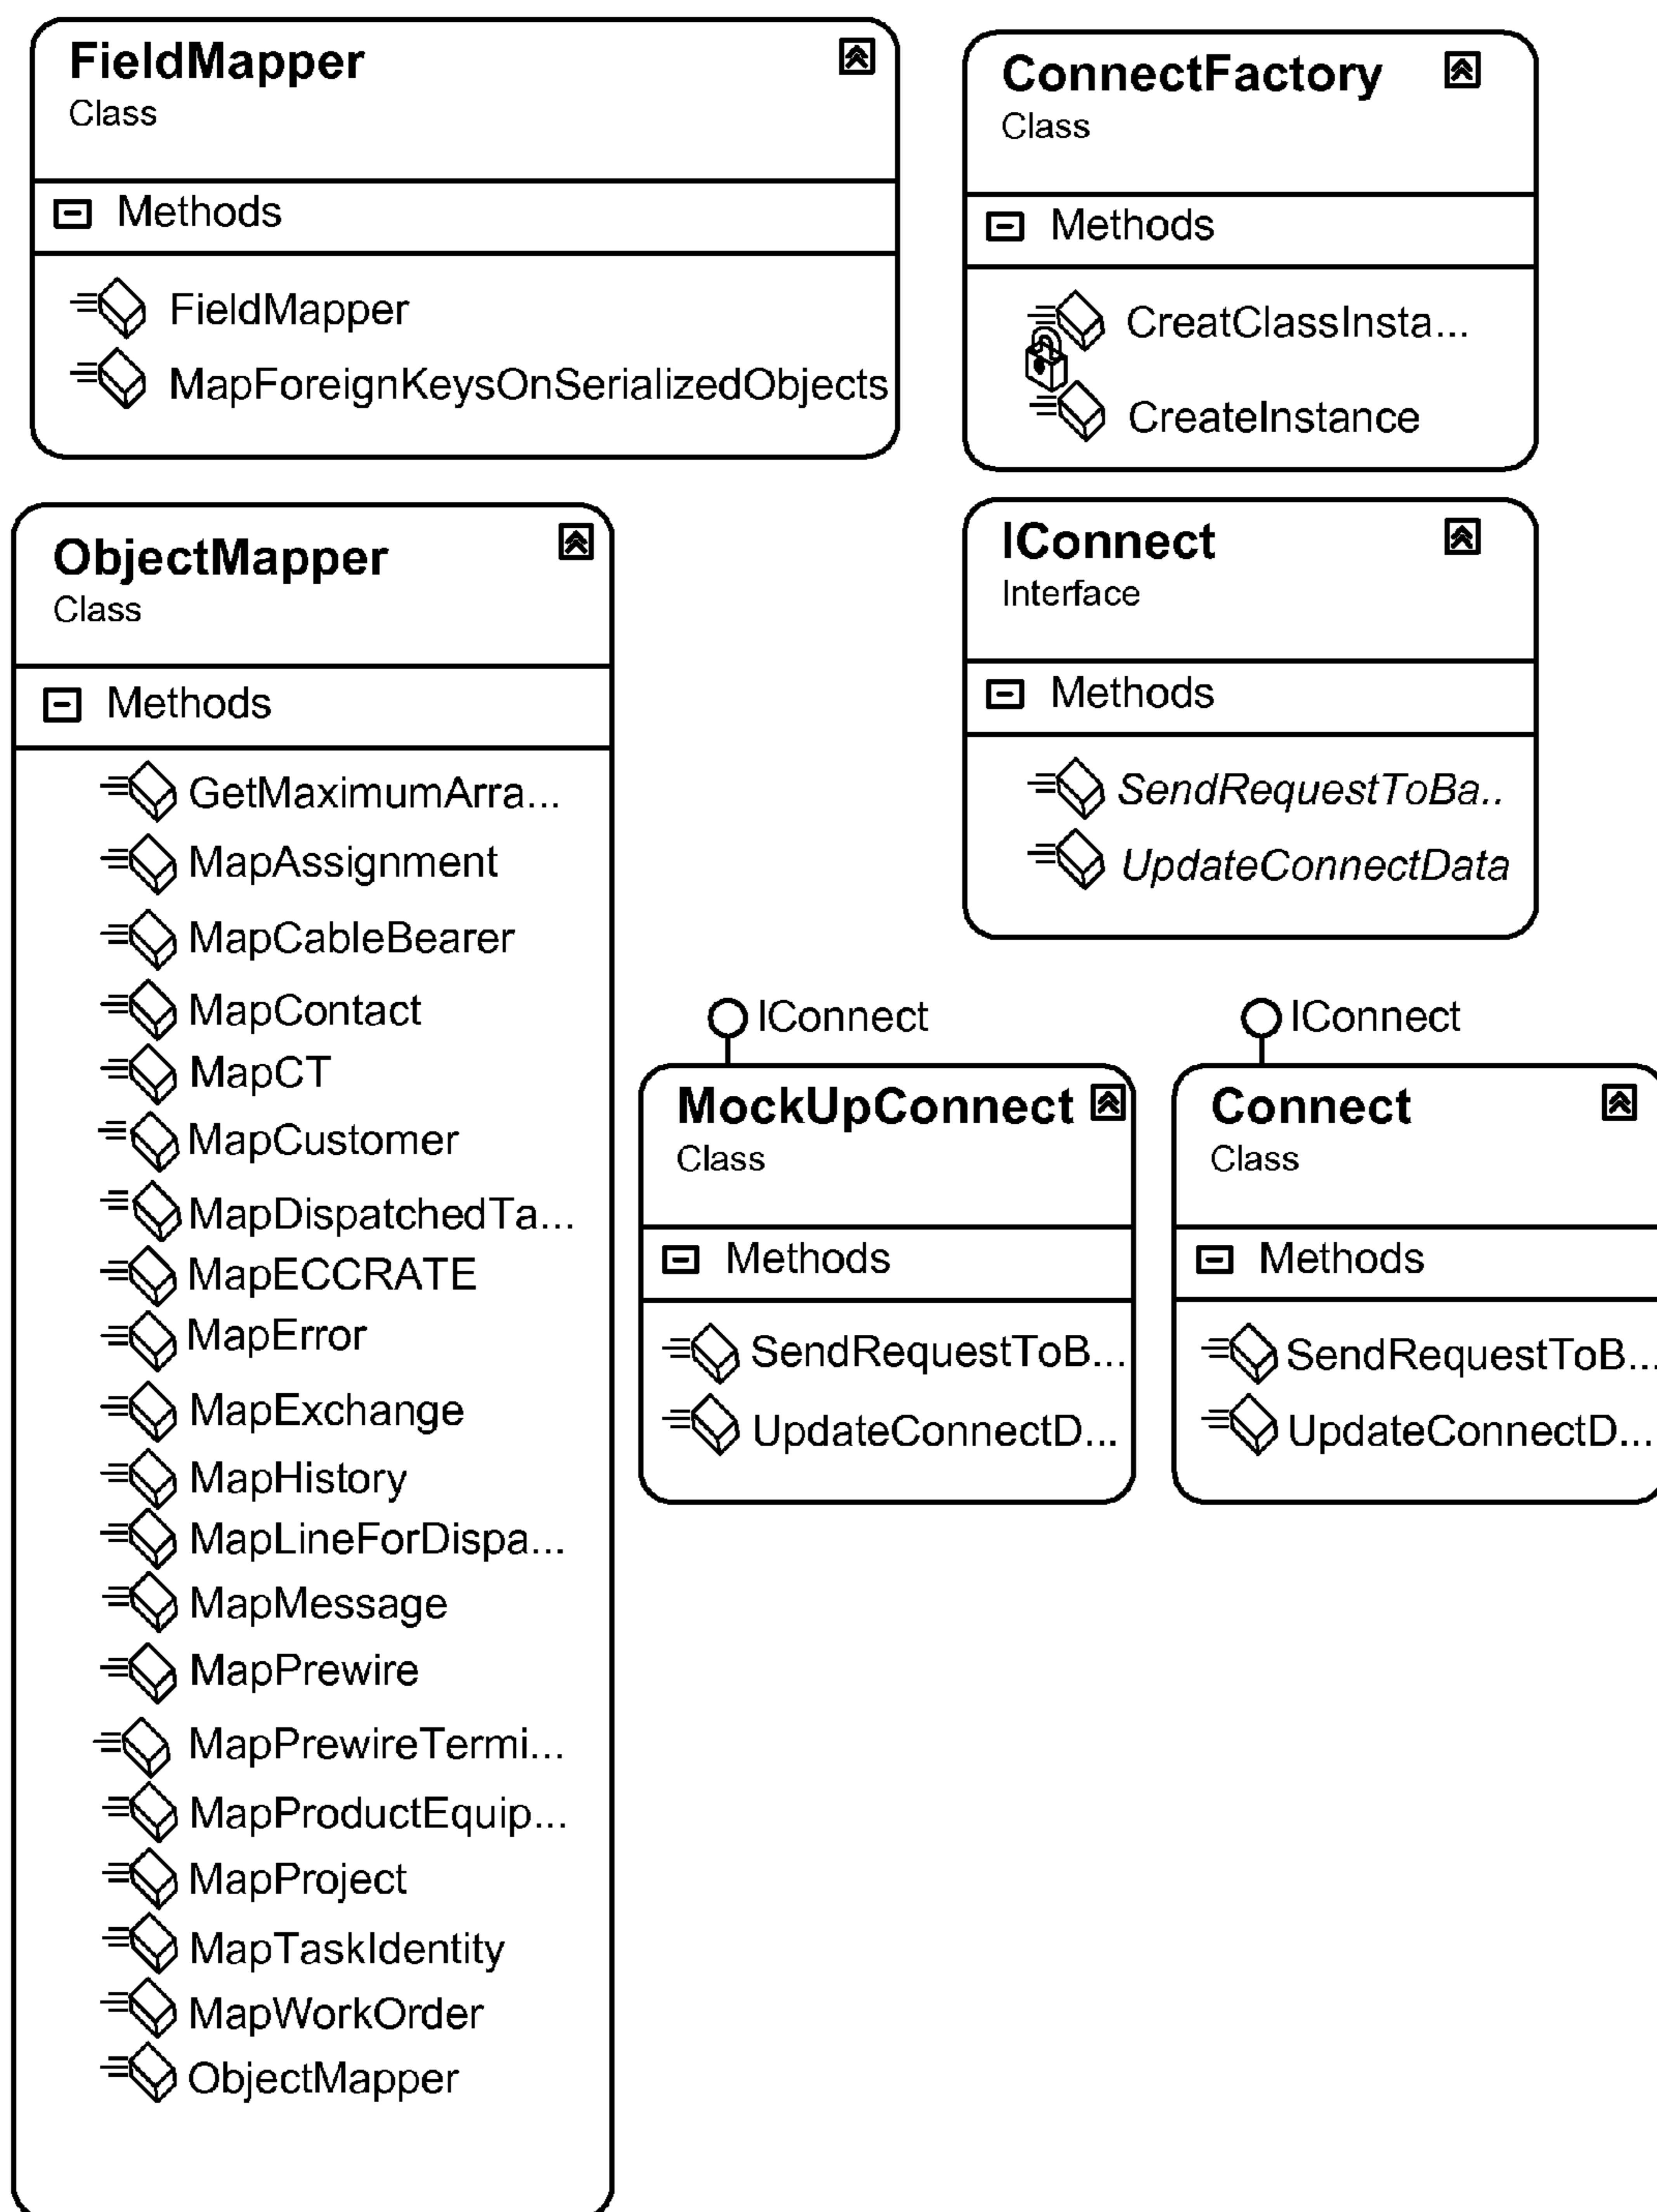 FieldMapper
Class
Methods
FieldMapper
MapForeignKeysOnSerializedObjects
ConnectFactory
Class
Methods
CreatClassInsta...
CreateInstance
ObjectMapper
Class
Methods
GetMaximumArra...
MapAssignment
MapCableBearer
MapContact
MapCT
MapCustomer
MapDispatchedTa...
MapECCRATE
MapError
MapExchange
MapHistory
MapLineForDispa...
MapMessage
MapPrewire
MapPrewireTermi...
MapProductEquip...
MapProject
MapTaskIdentity
MapWorkOrder
ObjectMapper
IConnect
Interface
Methods
SendRequestToBa..
UpdateConnectData
IConnect
MockUpConnect
Class
Methods
SendRequestToB...
UpdateConnectD...
IConnect
Connect
Class
Methods
SendRequestToB...
UpdateConnectD...